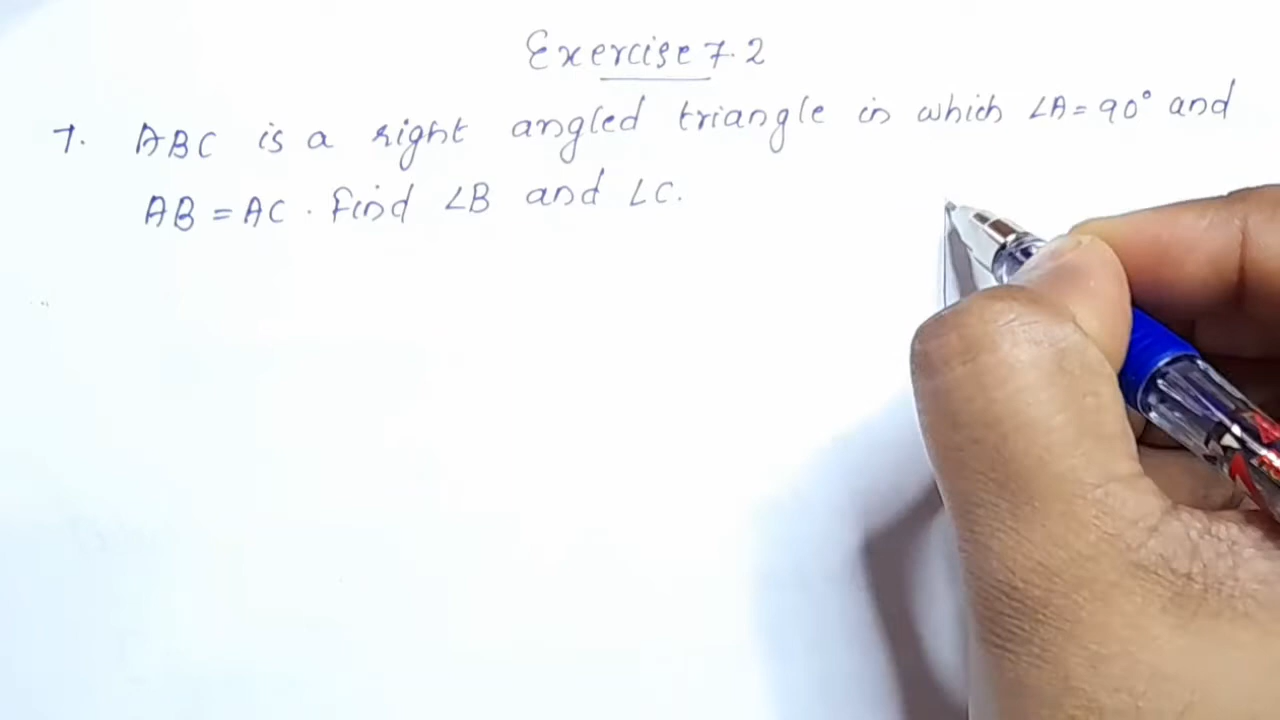 Exercise 7.2
7. ABC is a right angled triangle in which ∠A = 90° and
AB = AC. Find ∠B and ∠C.